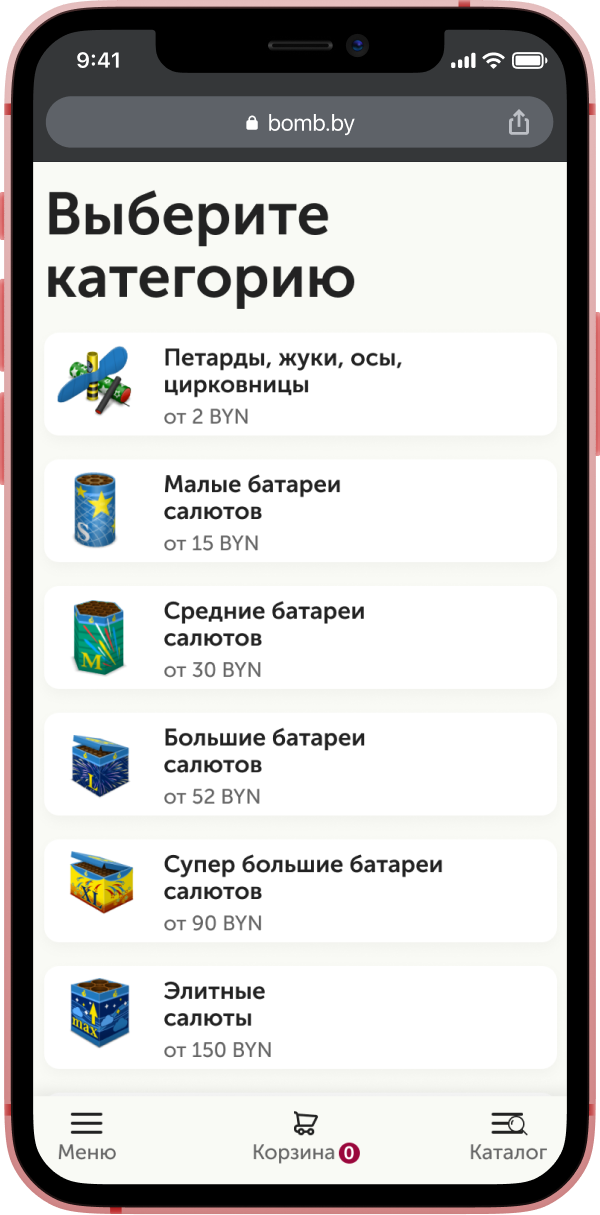 9:41
bomb.by
Выберите
категорию
Петарды, жуки, осы,
цирковницы
от 2 BYN
S
Малые батареи
салютов
от 15 BYN
M
Средние батареи
салютов
от 30 BYN
L
Большие батареи
салютов
от 52 BYN
XL
Супер большие батареи
салютов
от 90 BYN
max
Элитные
салюты
от 150 BYN
Меню
Корзина 0
Каталог